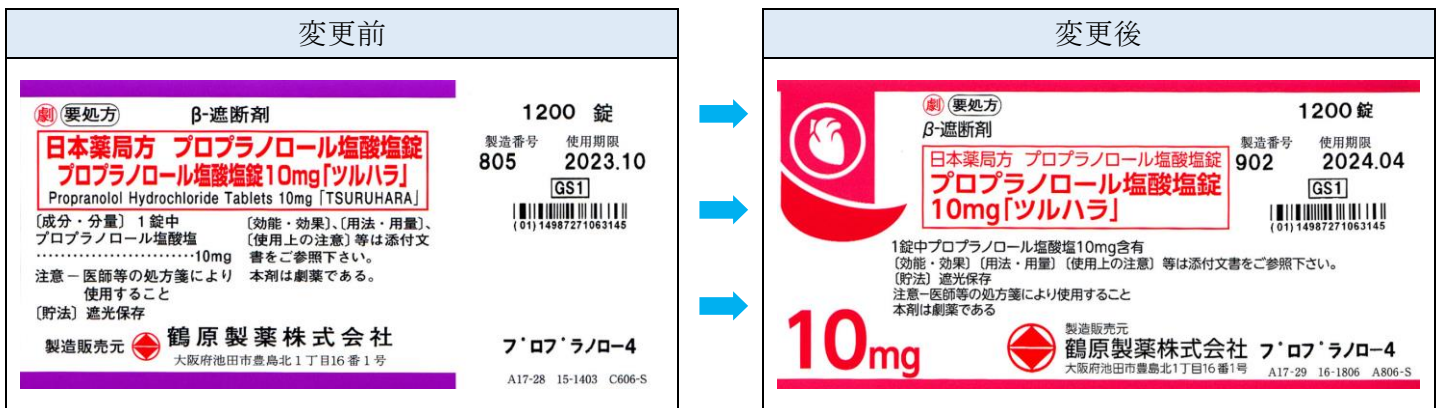 変更前
劇 要処方 β-遮断剤
日本薬局方 プロプラノロール塩酸塩錠
プロプラノロール塩酸塩錠10mg「ツルハラ」
Propranolol Hydrochloride Tablets 10mg「TSURUHARA」
〔成分・分量〕 1錠中
プロプラノロール塩酸塩
························10mg
注意－医師等の処方箋により
使用すること
〔貯法〕遮光保存
〔効能・効果〕、〔用法・用量〕、
〔使用上の注意〕等は添付文
書をご参照下さい。
本剤は劇薬である。
製造販売元 鶴原製薬株式会社
大阪府池田市豊島北1丁目16番1号
1200 錠
製造番号 使用期限
805 2023.10
GS1
(01)14987271063145
プロプラノロー4
A17-28 15-1403 C606-S
変更後
劇 要処方
β-遮断剤
日本薬局方 プロプラノロール塩酸塩錠
プロプラノロール塩酸塩錠
10mg「ツルハラ」
1錠中プロプラノロール塩酸塩10mg含有
〔効能・効果〕〔用法・用量〕〔使用上の注意〕等は添付文書をご参照下さい。
〔貯法〕遮光保存
注意－医師等の処方箋により使用すること
本剤は劇薬である
10mg
製造販売元
鶴原製薬株式会社
大阪府池田市豊島北1丁目16番1号
1200錠
製造番号 使用期限
902 2024.04
GS1
(01)14987271063145
プロプラノロー4
A17-29 16-1806 A806-S